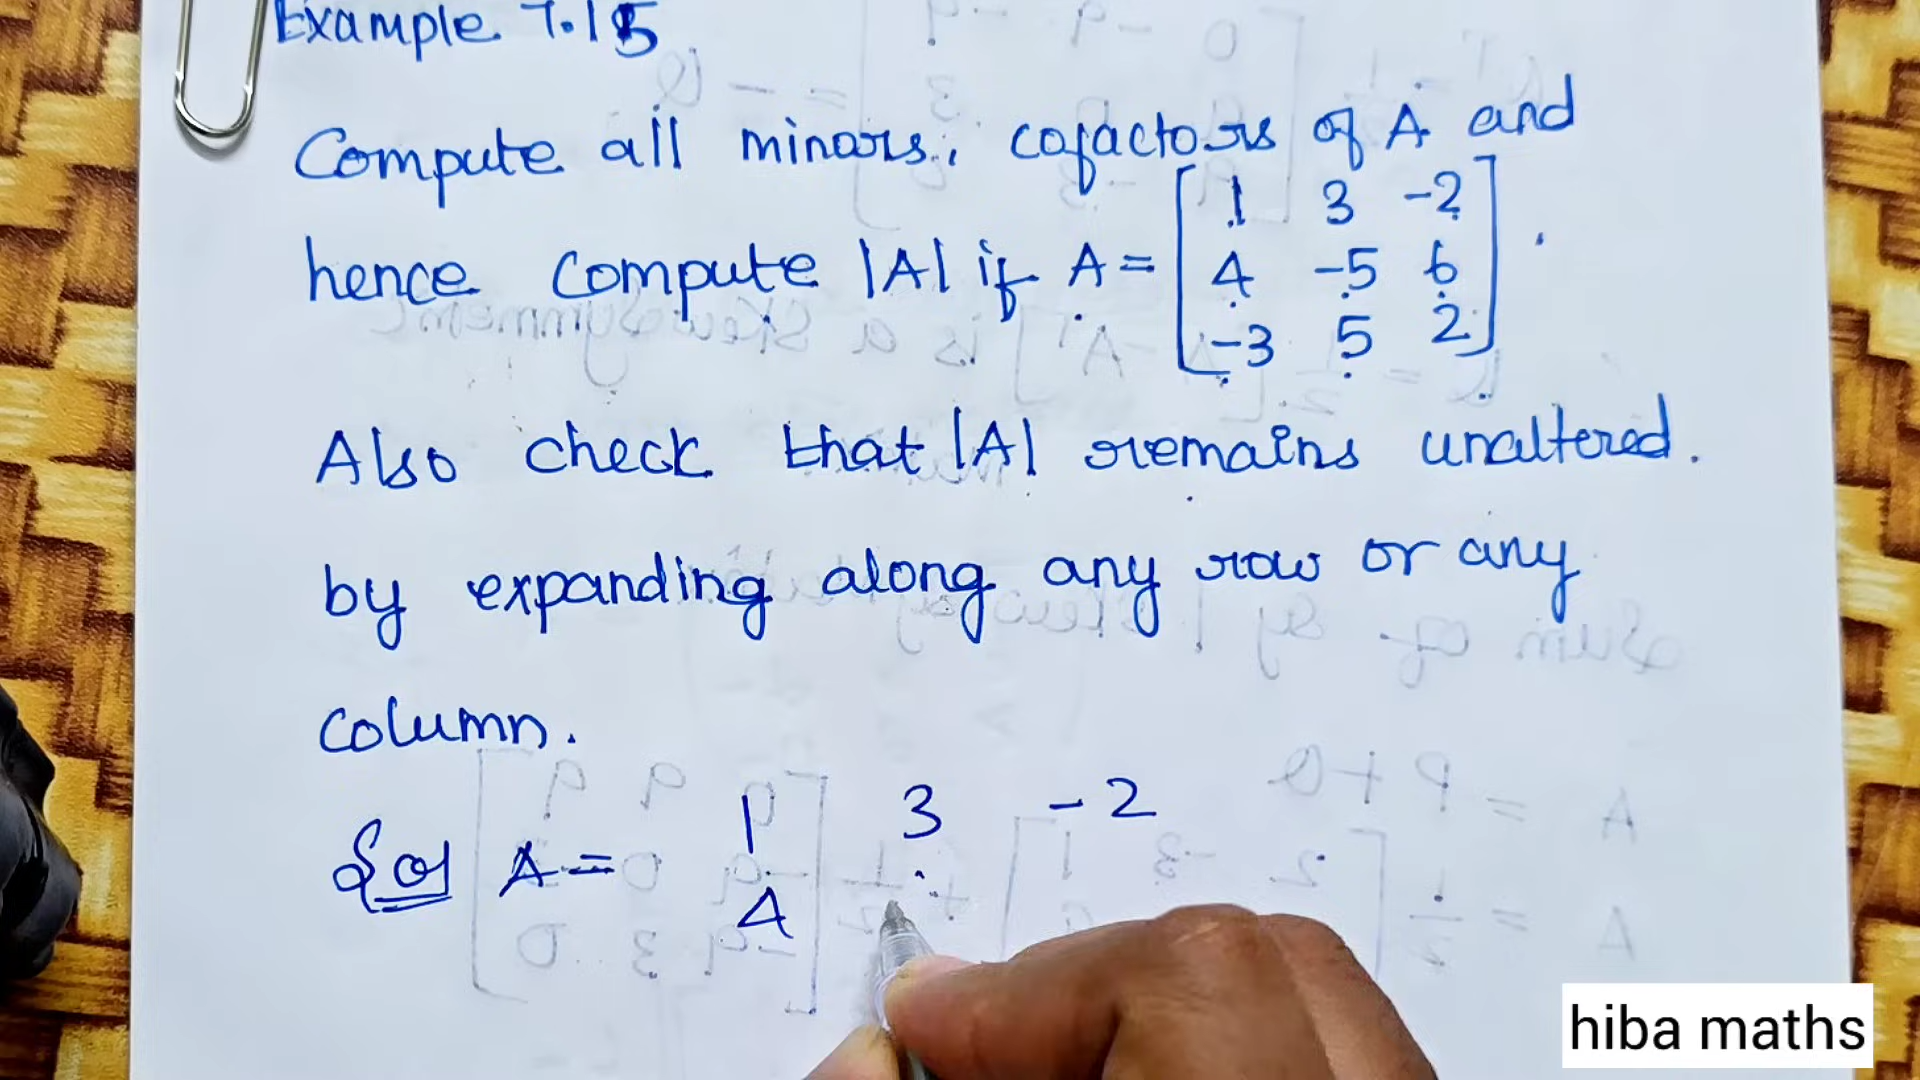 Example 7.15
Compute all minors, cofactors of A and
hence compute |A| if A = [ 1 3 -2
4 -5 6
-3 5 2 ].
Also check that |A| remains unaltered.
by expanding along any row or any
column.
Sol A = 1 3 -2
4
hiba maths